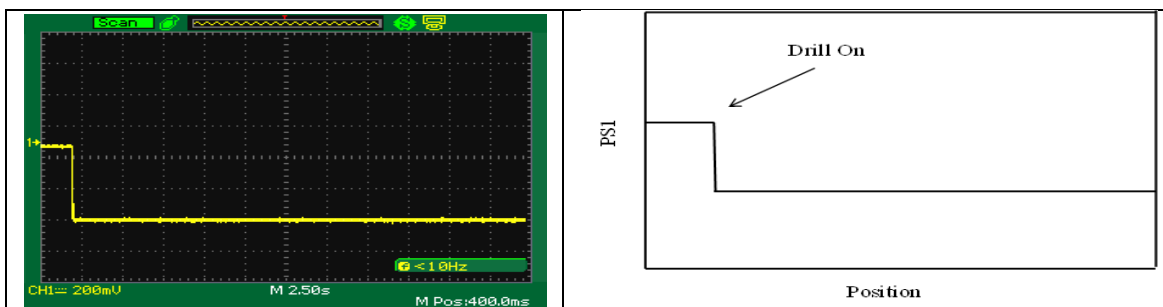 Scan
S
1
f <10Hz
CH1 200mV
M 2.50s
M Pos:400.0ms
Drill On
PS1
Position